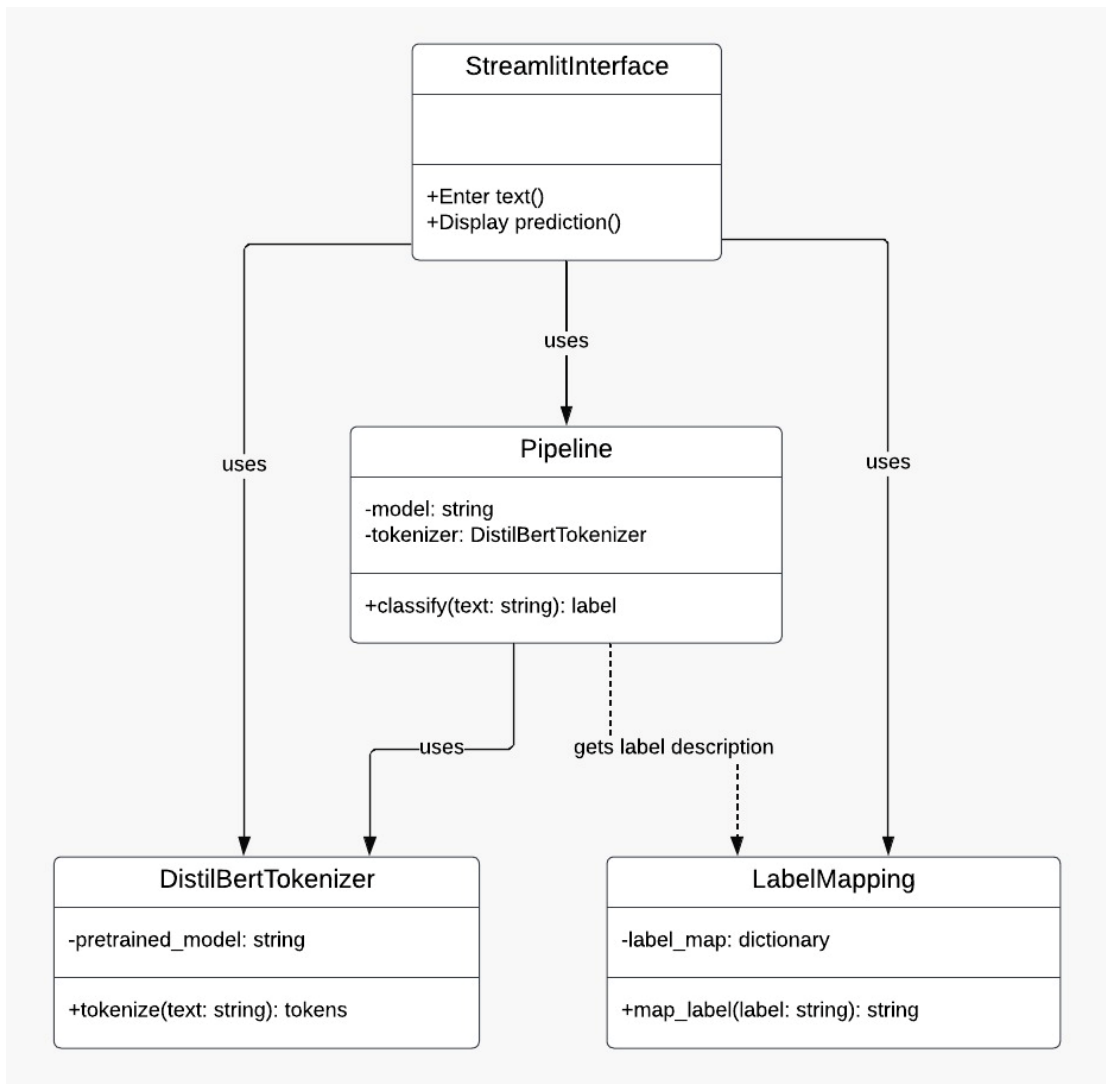 StreamlitInterface
+Enter text()
+Display prediction()
uses
Pipeline
uses
uses
-model: string
-tokenizer: DistilBertTokenizer
+classify(text: string): label
uses
gets label description
DistilBertTokenizer
-pretrained_model: string
+tokenize(text: string): tokens
LabelMapping
-label_map: dictionary
+map_label(label: string): string